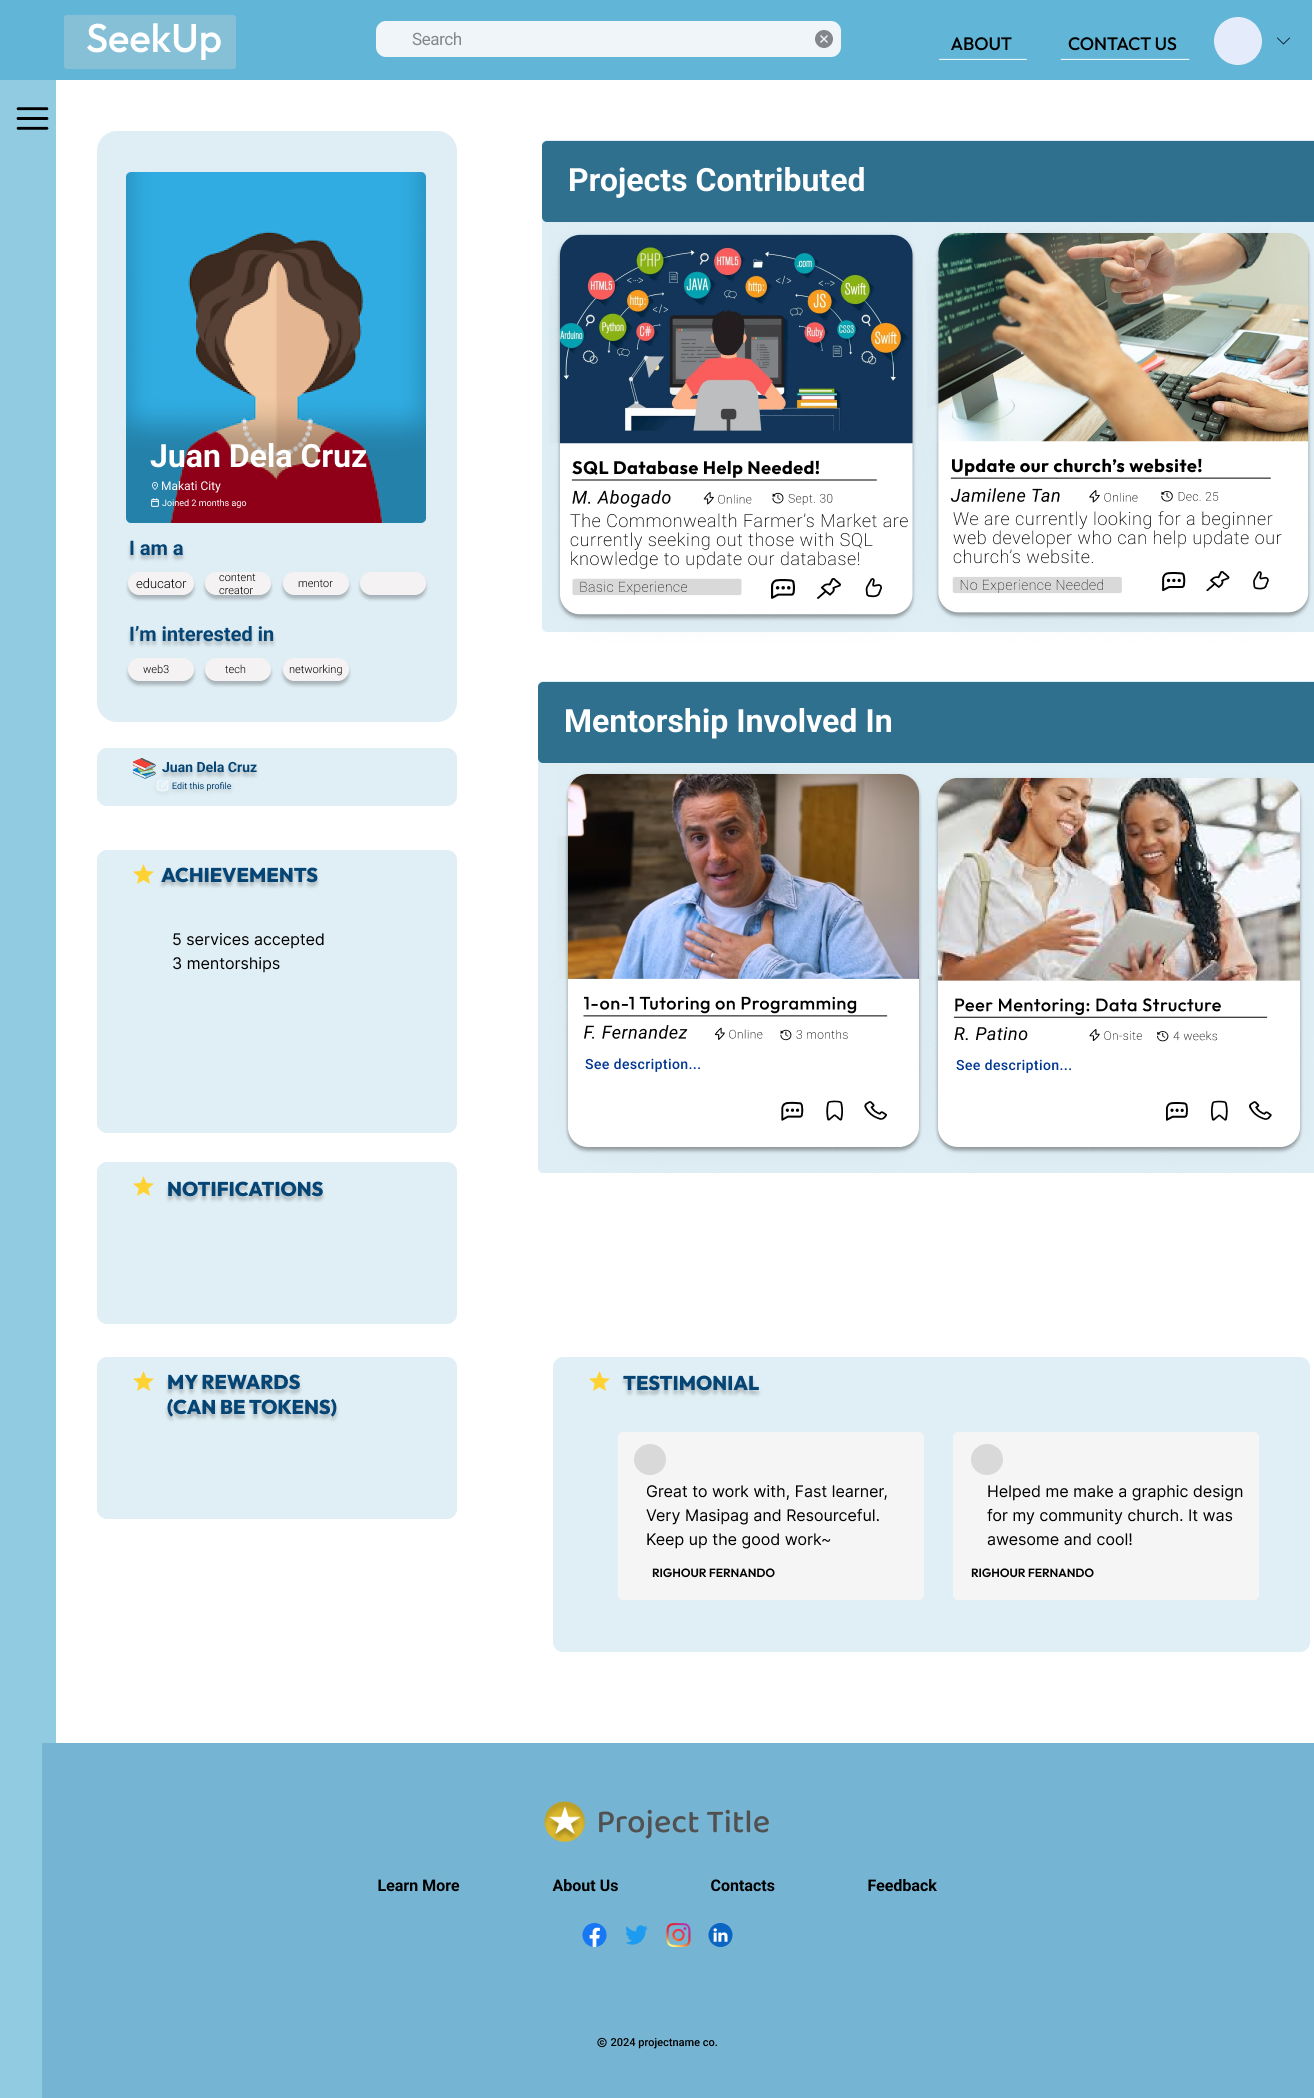 SeekUp
Search
ABOUT
CONTACT US
Juan Dela Cruz
Makati City
Joined 2 months ago
I am a
educator
content
creator
mentor
I'm interested in
web3
tech
networking
Juan Dela Cruz
Edit this profile
ACHIEVEMENTS
5 services accepted
3 mentorships
NOTIFICATIONS
MY REWARDS
(CAN BE TOKENS)
Projects Contributed
PHP
HTML5
.com
HTML5
JAVA
http:
Swift
http:
JS
Arduino
Python
C#
Ruby
CSS3
Swift
SQL Database Help Needed!
M. Abogado
Online
Sept. 30
The Commonwealth Farmer's Market are
currently seeking out those with SQL
knowledge to update our database!
Basic Experience
Update our church's website!
Jamilene Tan
Online
Dec. 25
We are currently looking for a beginner
web developer who can help update our
church's website.
No Experience Needed
Mentorship Involved In
1-on-1 Tutoring on Programming
F. Fernandez
Online
3 months
See description...
Peer Mentoring: Data Structure
R. Patino
On-site
4 weeks
See description...
TESTIMONIAL
Great to work with, Fast learner,
Very Masipag and Resourceful.
Keep up the good work~
RIGHOUR FERNANDO
Helped me make a graphic design
for my community church. It was
awesome and cool!
RIGHOUR FERNANDO
Project Title
Learn More
About Us
Contacts
Feedback
© 2024 projectname co.